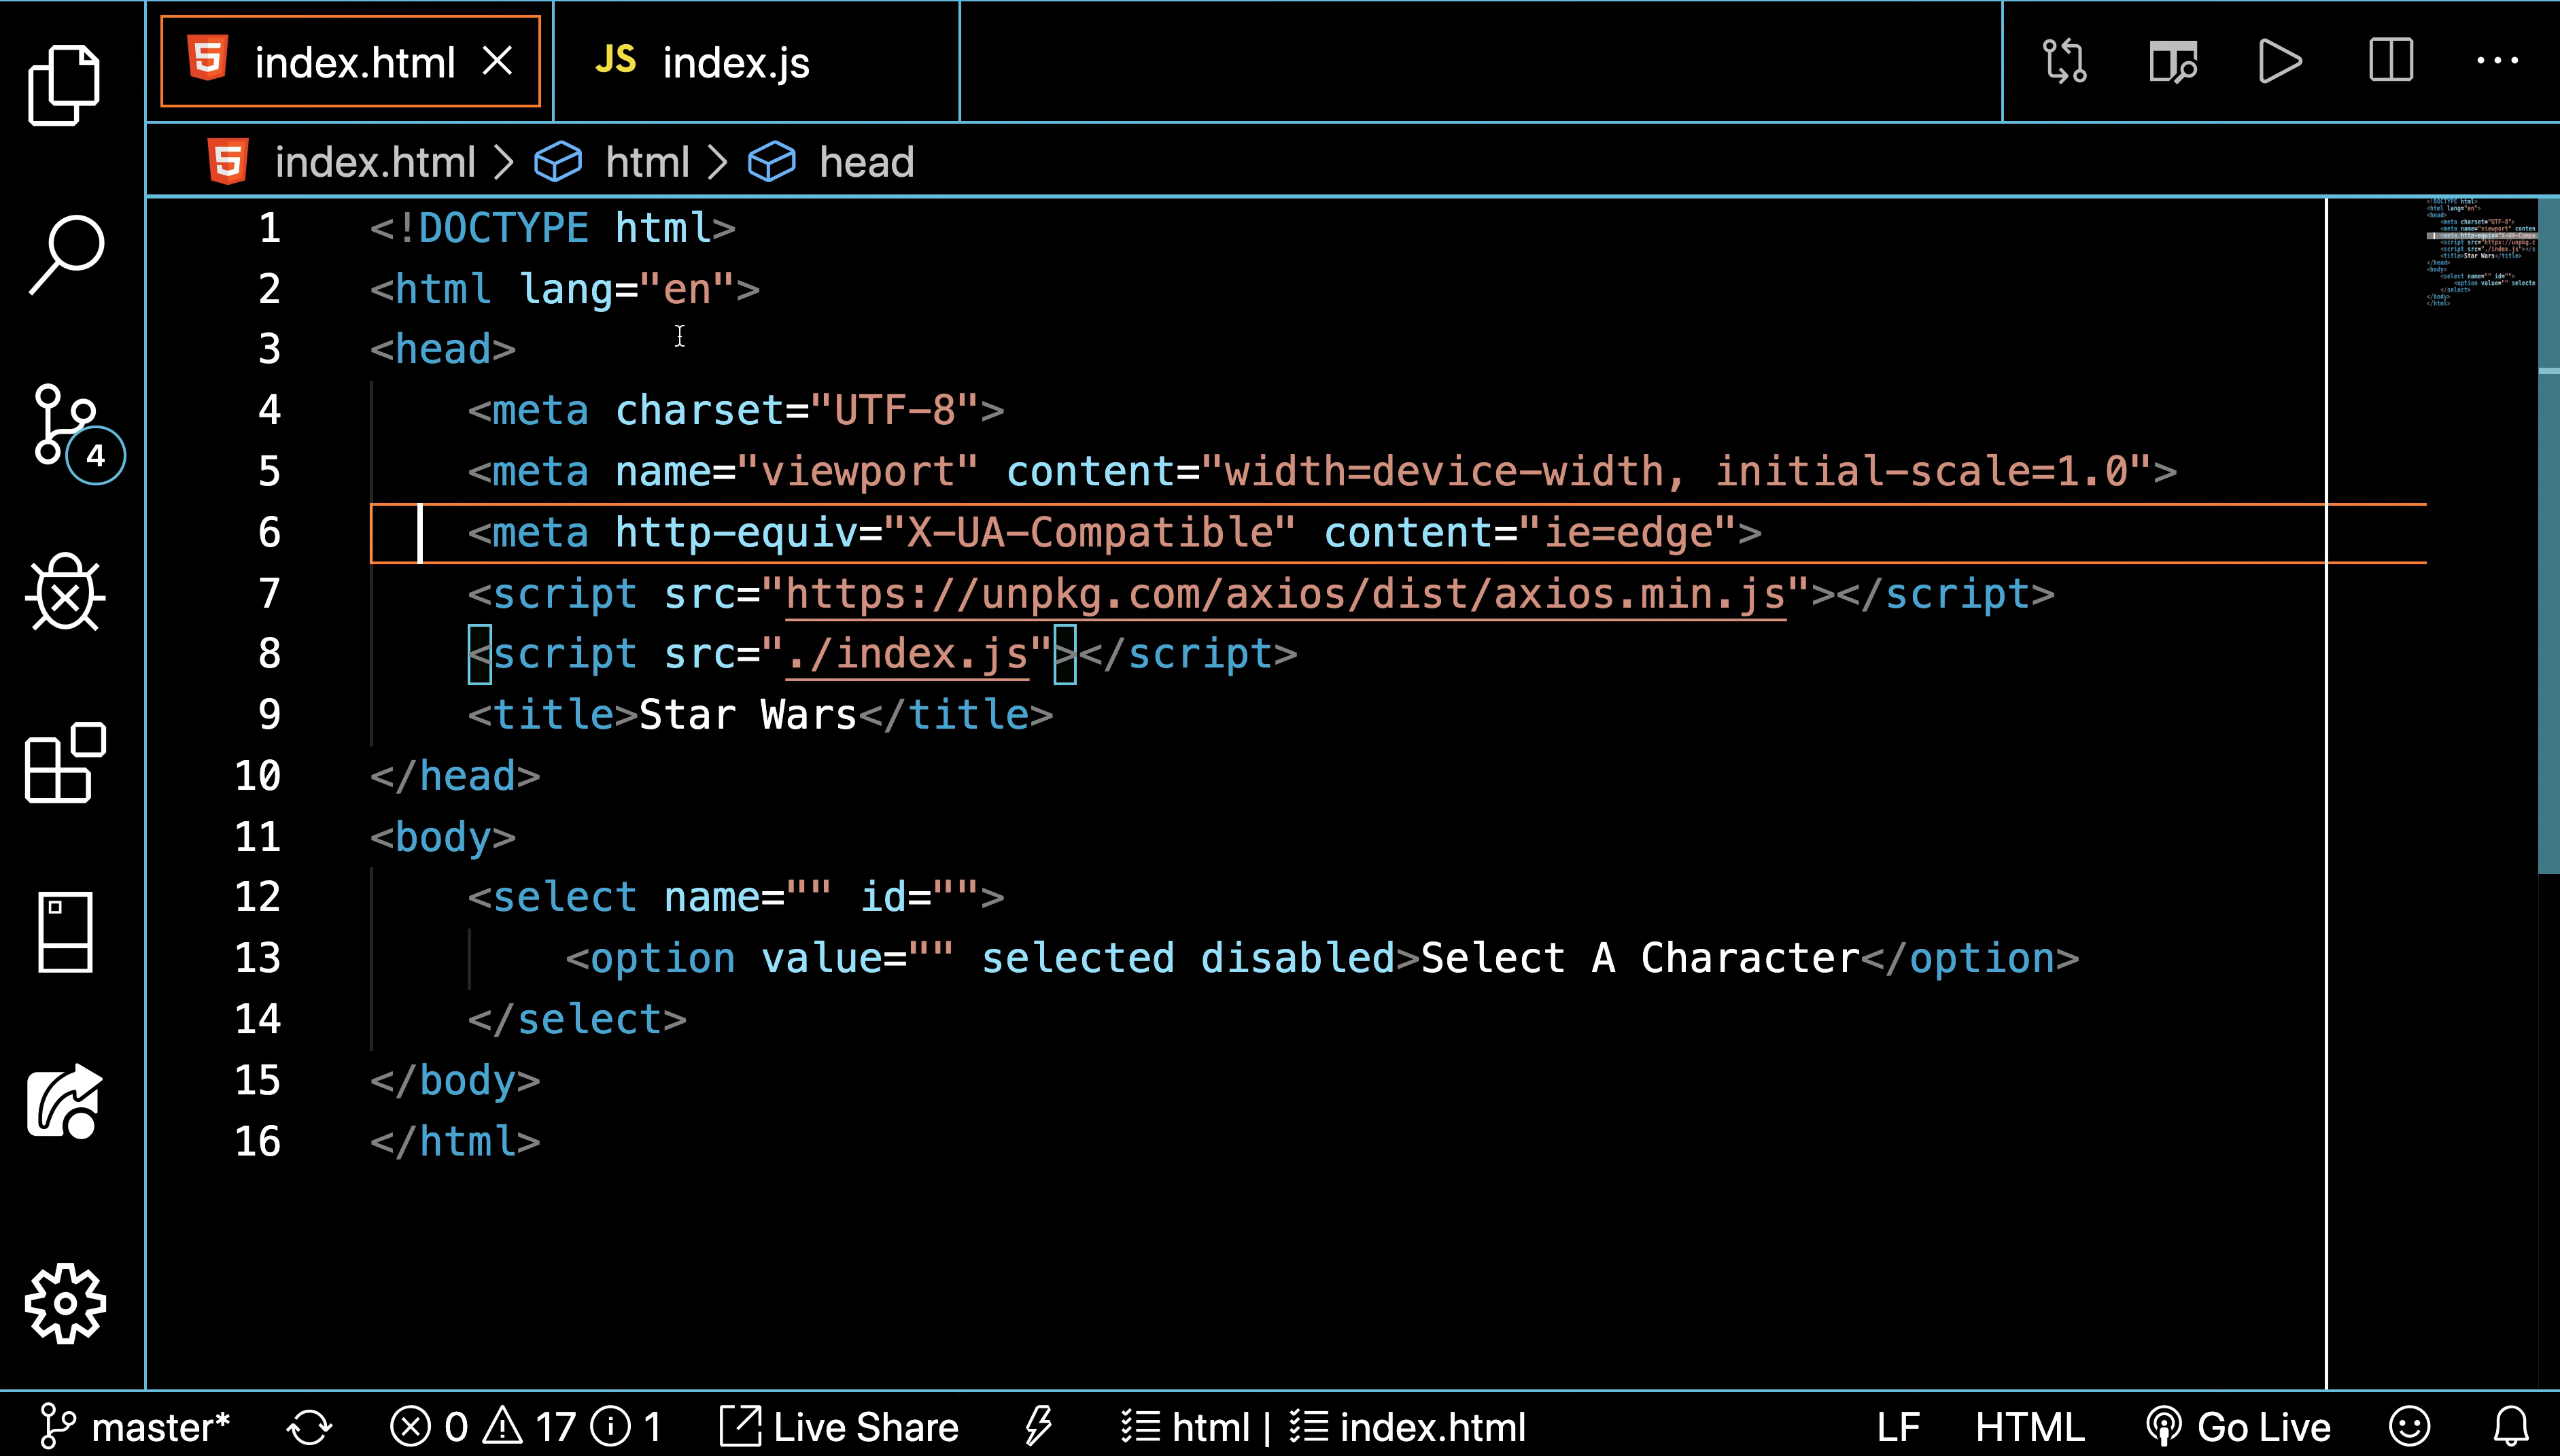 index.html
JS index.js
index.html > html > head
1 <!DOCTYPE html>
2 <html lang="en">
3 <head>
4 <meta charset="UTF-8">
5 <meta name="viewport" content="width=device-width, initial-scale=1.0">
6 <meta http-equiv="X-UA-Compatible" content="ie=edge">
7 <script src="https://unpkg.com/axios/dist/axios.min.js"></script>
8 <script src="./index.js"></script>
9 <title>Star Wars</title>
10 </head>
11 <body>
12 <select name="" id="">
13 <option value="" selected disabled>Select A Character</option>
14 </select>
15 </body>
16 </html>
4
master* 0 17 1 Live Share html | index.html LF HTML Go Live